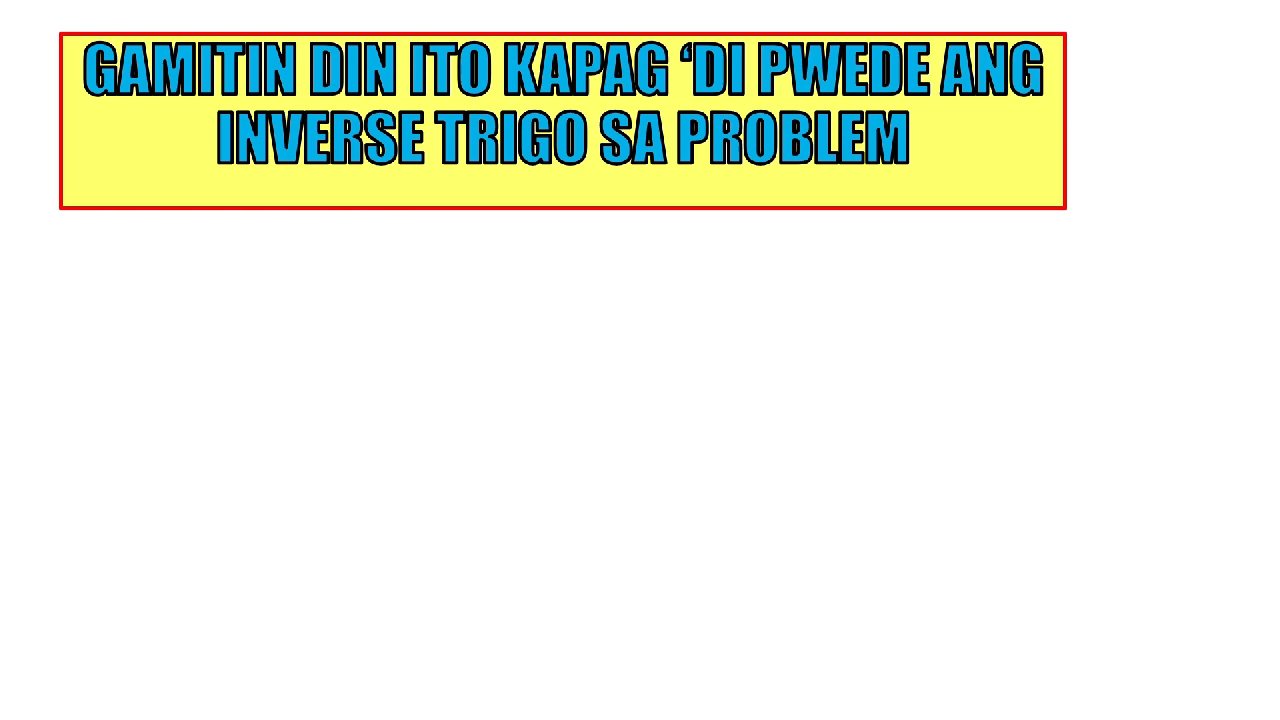 GAMITIN DIN ITO KAPAG ‘DI PWEDE ANG
INVERSE TRIGO SA PROBLEM